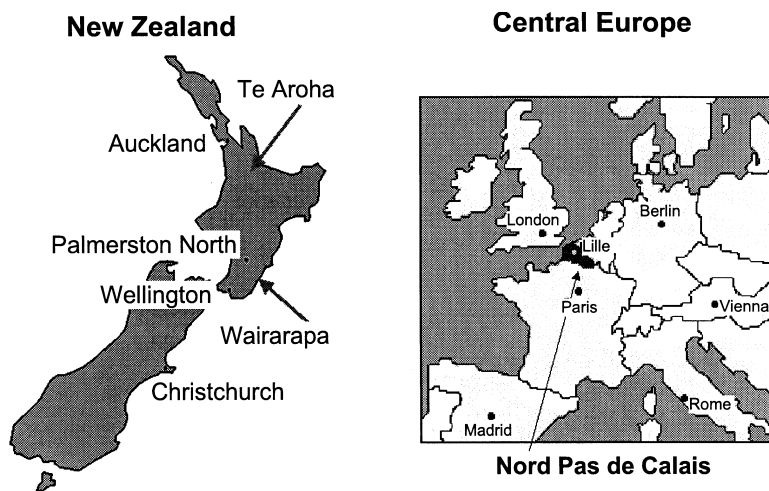 New Zealand
Te Aroha
Auckland
Palmerston North
Wellington
Wairarapa
Christchurch
Central Europe
London
Berlin
Lille
Paris
Vienna
Rome
Madrid
Nord Pas de Calais